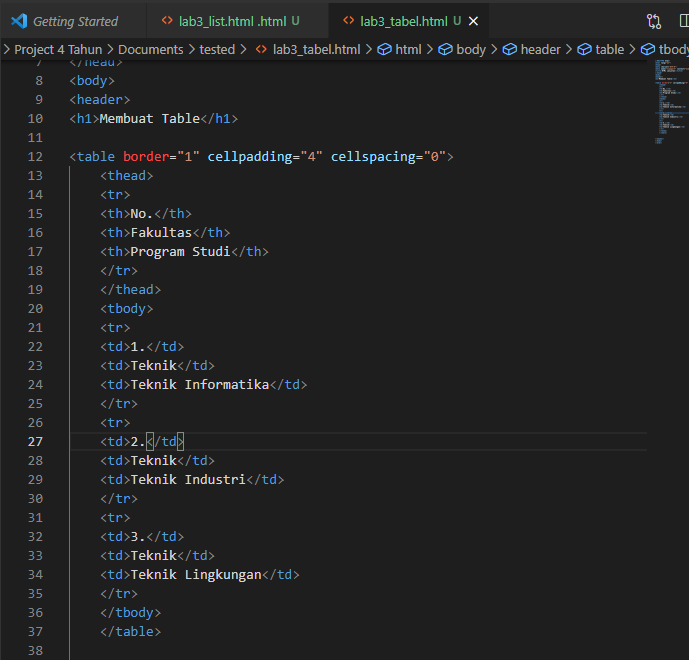 Getting Started lab3_list.html .html U lab3_tabel.html U
Project 4 Tahun > Documents > tested > lab3_tabel.html > html > body > header > table > tbody
7 </head>
8 <body>
9 <header>
10 <h1>Membuat Table</h1>
11
12 <table border="1" cellpadding="4" cellspacing="0">
13 <thead>
14 <tr>
15 <th>No.</th>
16 <th>Fakultas</th>
17 <th>Program Studi</th>
18 </tr>
19 </thead>
20 <tbody>
21 <tr>
22 <td>1.</td>
23 <td>Teknik</td>
24 <td>Teknik Informatika</td>
25 </tr>
26 <tr>
27 <td>2.</td>
28 <td>Teknik</td>
29 <td>Teknik Industri</td>
30 </tr>
31 <tr>
32 <td>3.</td>
33 <td>Teknik</td>
34 <td>Teknik Lingkungan</td>
35 </tr>
36 </tbody>
37 </table>
38